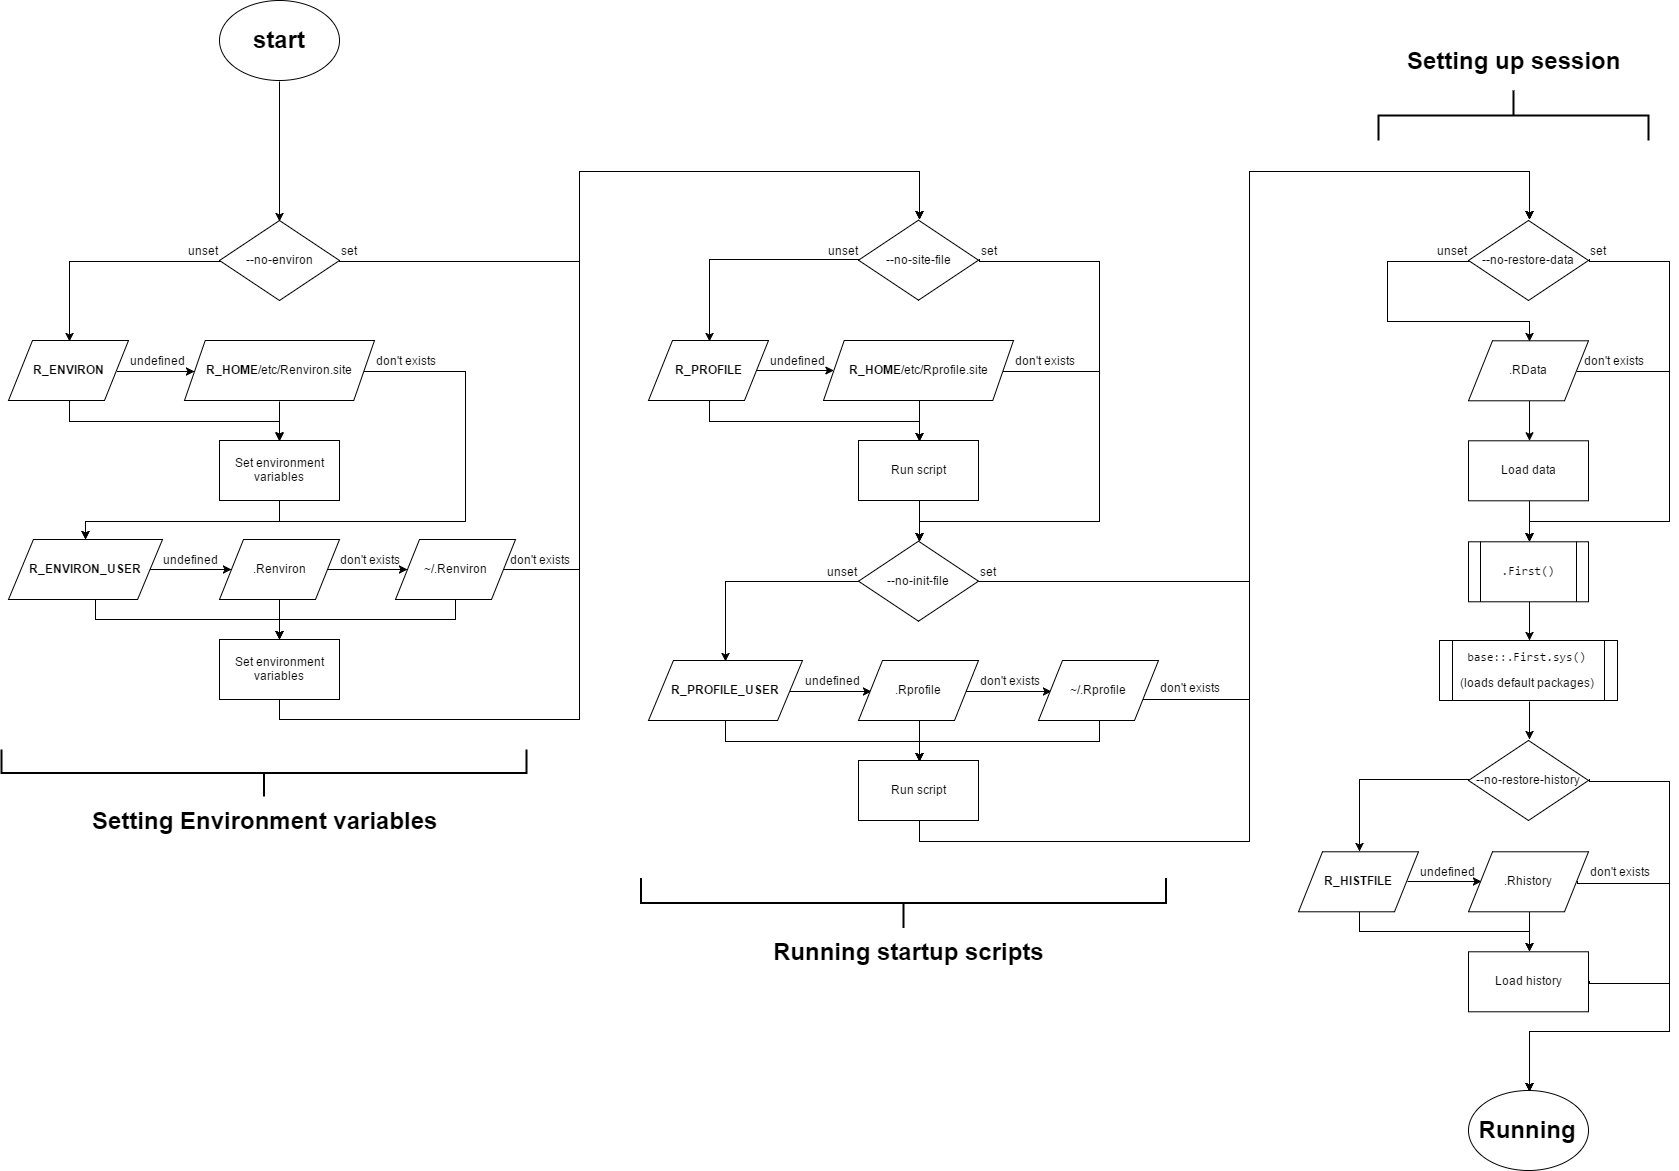 start
unset
--no-environ
set
R_ENVIRON
undefined
R_HOME/etc/Renviron.site
don't exists
Set environment
variables
R_ENVIRON_USER
undefined
.Renviron
don't exists
~/.Renviron
don't exists
Set environment
variables
Setting Environment variables
unset
--no-site-file
set
R_PROFILE
undefined
R_HOME/etc/Rprofile.site
don't exists
Run script
unset
--no-init-file
set
R_PROFILE_USER
undefined
.Rprofile
don't exists
~/.Rprofile
don't exists
Run script
Running startup scripts
Setting up session
unset
--no-restore-data
set
.RData
don't exists
Load data
.First()
base::.First.sys()
(loads default packages)
--no-restore-history
R_HISTFILE
undefined
.Rhistory
don't exists
Load history
Running